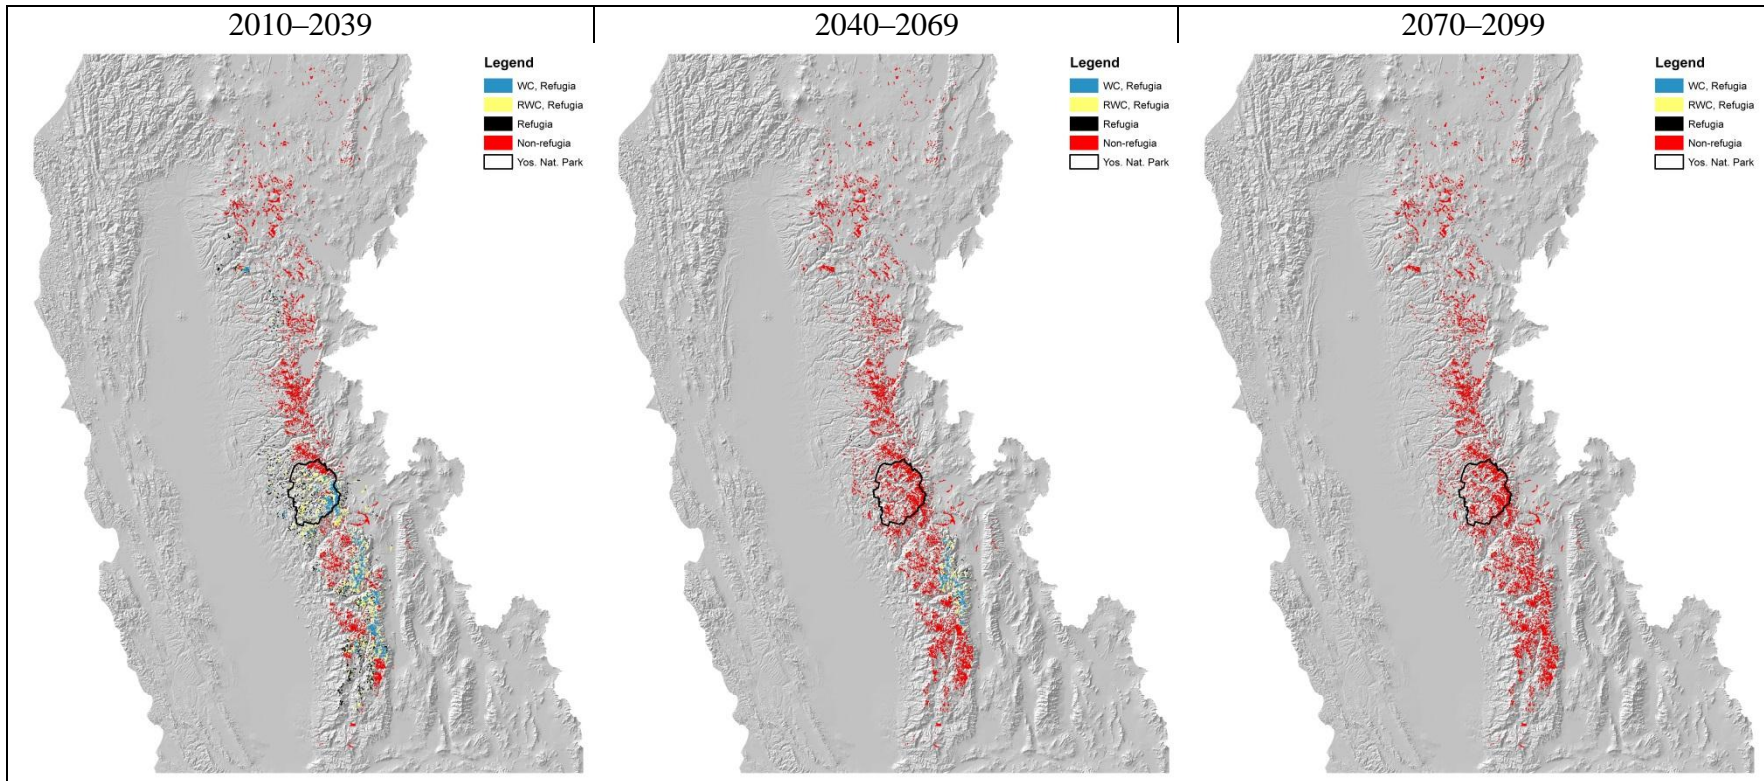 2010–2039
2040–2069
2070–2099
Legend
WC, Refugia
RWC, Refugia
Refugia
Non-refugia
Yos. Nat. Park
Legend
WC, Refugia
RWC, Refugia
Refugia
Non-refugia
Yos. Nat. Park
Legend
WC, Refugia
RWC, Refugia
Refugia
Non-refugia
Yos. Nat. Park